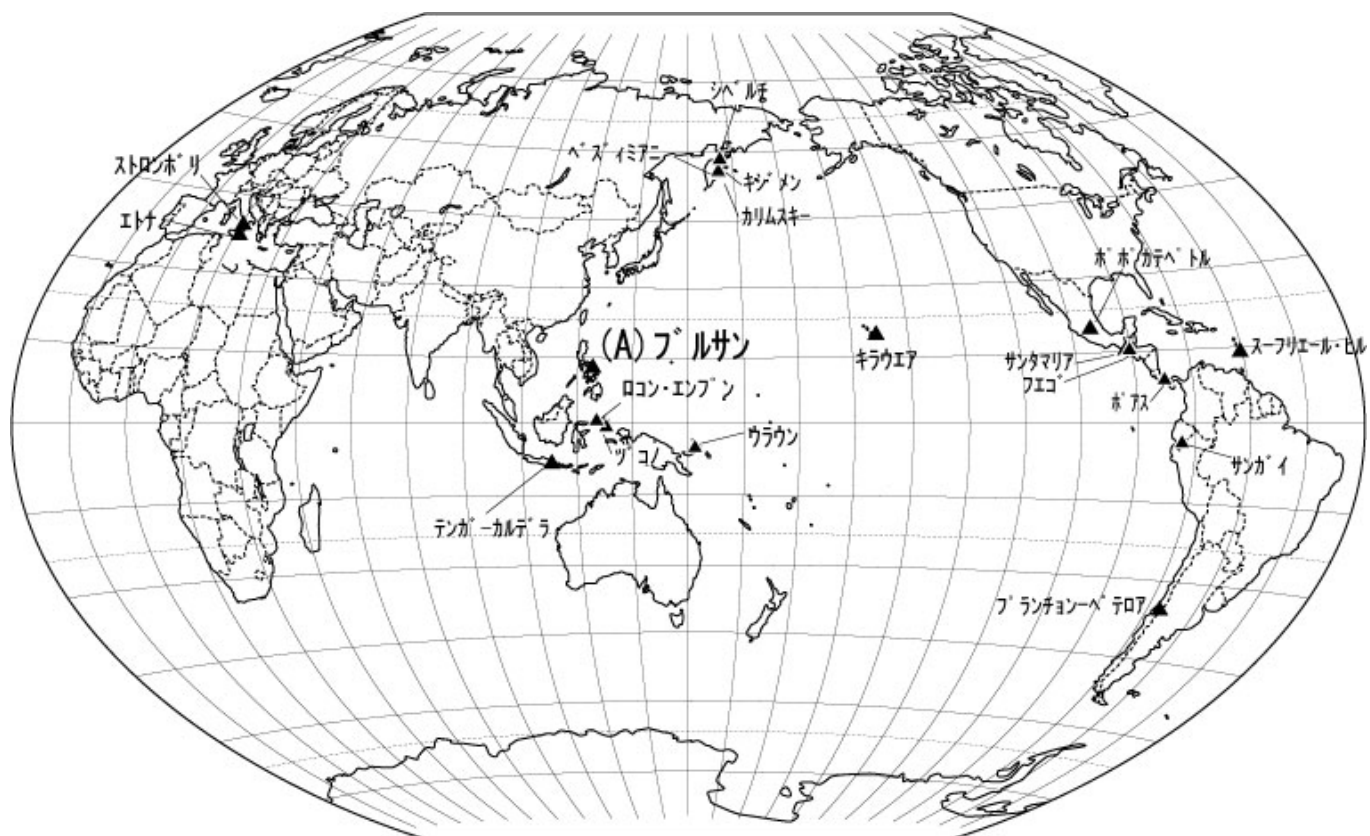 シベルチ
ベズィミアニ
ストロンボリ
キジメン
カリムスキー
エトナ
ポポカテペトル
(A) ブルサン
キラウエア
サンタマリア
スーフリエール・ヒル
フエゴ
ロコン・エンプン
ポアス
ウラウン
サンガイ
テンガーカルデラ
プランチョン−ペテロア